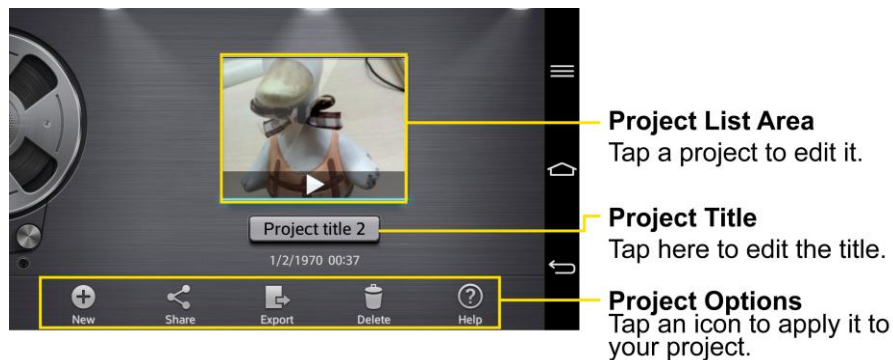 Project List Area
Tap a project to edit it.
Project title 2
Project Title
Tap here to edit the title.
1/2/1970 00:37
New Share Export Delete Help
Project Options
Tap an icon to apply it to
your project.